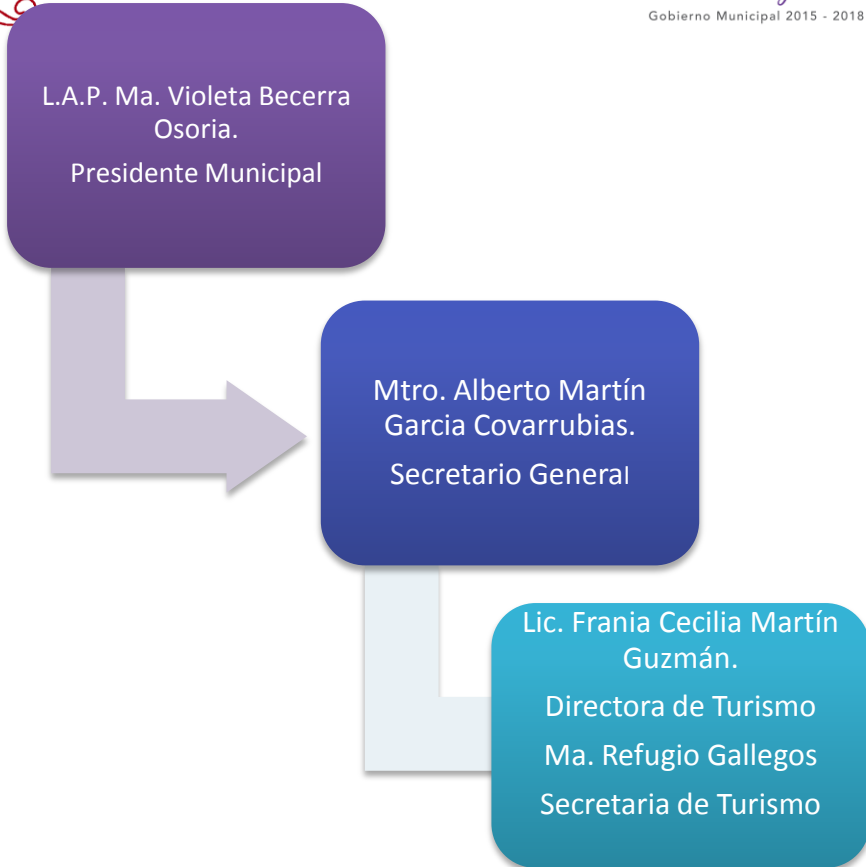 Gobierno Municipal 2015 - 2018
L.A.P. Ma. Violeta Becerra
Osoria.
Presidente Municipal
Mtro. Alberto Martín
Garcia Covarrubias.
Secretario General
Lic. Frania Cecilia Martín
Guzmán.
Directora de Turismo
Ma. Refugio Gallegos
Secretaria de Turismo